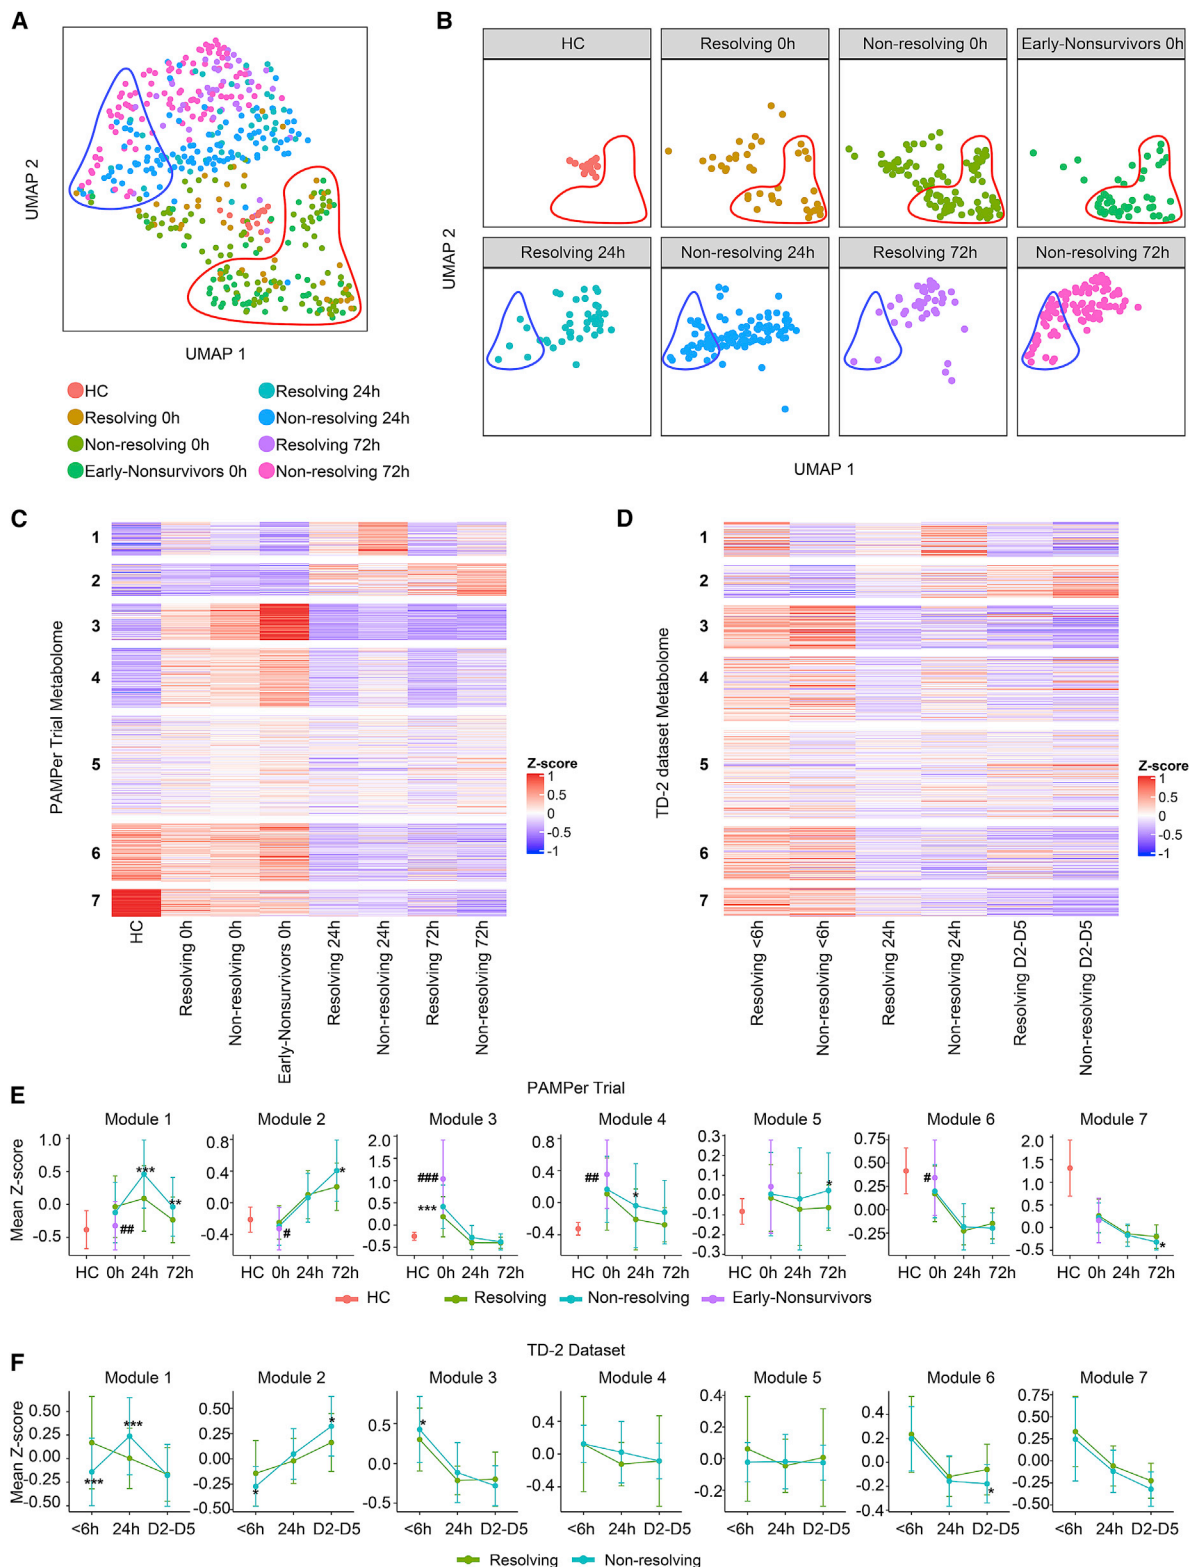 A
UMAP 2
UMAP 1
HC
Resolving 0h
Non-resolving 0h
Early-Nonsurvivors 0h
Resolving 24h
Non-resolving 24h
Resolving 72h
Non-resolving 72h
B
HC
Resolving 0h
Non-resolving 0h
Early-Nonsurvivors 0h
UMAP 2
Resolving 24h
Non-resolving 24h
Resolving 72h
Non-resolving 72h
UMAP 1
C
PAMPer Trial Metabolome
1
2
3
4
5
6
7
Z-score
1
0.5
0
-0.5
-1
HC
Resolving 0h
Non-resolving 0h
Early-Nonsurvivors 0h
Resolving 24h
Non-resolving 24h
Resolving 72h
Non-resolving 72h
D
TD-2 dataset Metabolome
1
2
3
4
5
6
7
Z-score
1
0.5
0
-0.5
-1
Resolving <6h
Non-resolving <6h
Resolving 24h
Non-resolving 24h
Resolving D2-D5
Non-resolving D2-D5
E
PAMPer Trial
Mean Z-score
Module 1
1.0
0.5
0.0
-0.5
***
**
##
HC 0h 24h 72h
Module 2
0.8
0.4
0.0
-0.4
*
#
HC 0h 24h 72h
Module 3
2.0
1.5
1.0
0.5
0.0
-0.5
###
***
HC 0h 24h 72h
Module 4
0.8
0.4
0.0
-0.4
##
*
HC 0h 24h 72h
Module 5
0.3
0.2
0.1
0.0
-0.1
-0.2
-0.3
*
HC 0h 24h 72h
Module 6
0.75
0.50
0.25
0.00
-0.25
#
HC 0h 24h 72h
Module 7
2.0
1.5
1.0
0.5
0.0
-0.5
*
HC 0h 24h 72h
HC Resolving Non-resolving Early-Nonsurvivors
F
TD-2 Dataset
Mean Z-score
Module 1
0.50
0.25
0.00
-0.25
-0.50
***
***
<6h 24h D2-D5
Module 2
0.50
0.25
0.00
-0.25
-0.50
*
*
<6h 24h D2-D5
Module 3
0.5
0.0
-0.5
*
<6h 24h D2-D5
Module 4
0.4
0.0
-0.4
<6h 24h D2-D5
Module 5
0.4
0.2
0.0
-0.2
<6h 24h D2-D5
Module 6
0.4
0.2
0.0
-0.2
-0.4
*
<6h 24h D2-D5
Module 7
0.75
0.50
0.25
0.00
-0.25
-0.50
<6h 24h D2-D5
Resolving Non-resolving